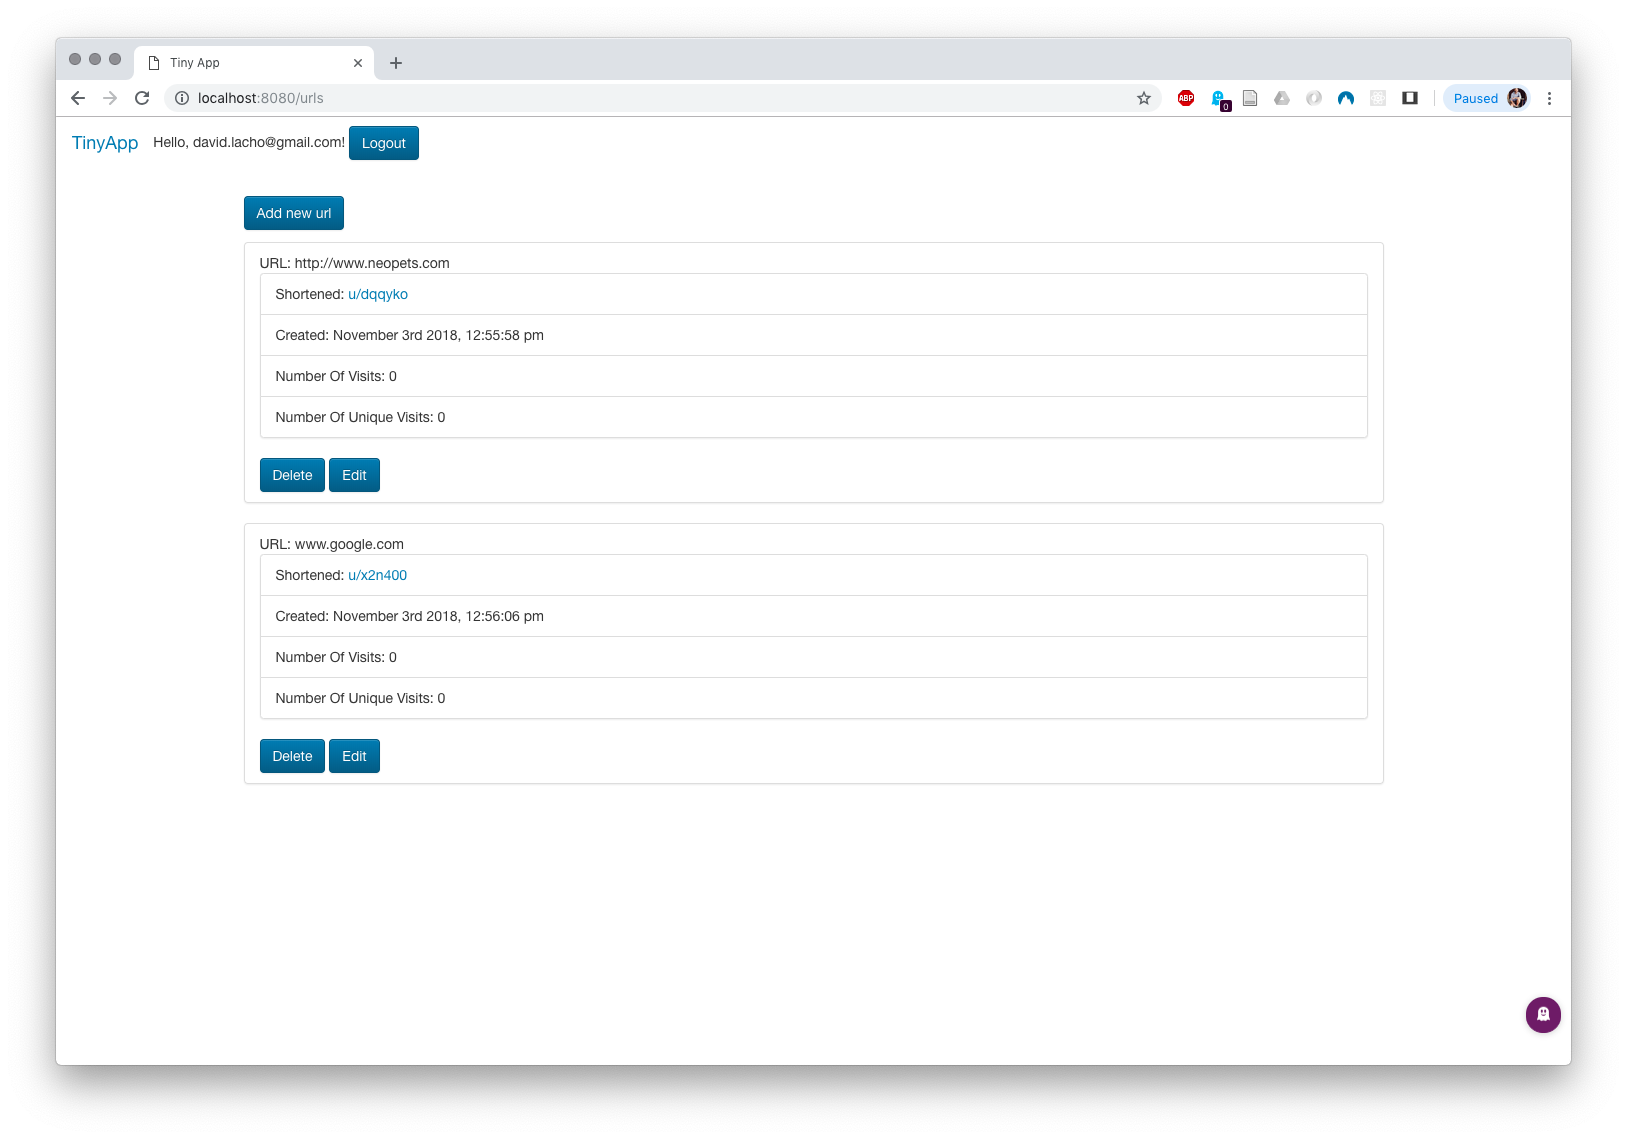 Tiny App
localhost:8080/urls
ABP
0
Paused
TinyApp Hello, david.lacho@gmail.com! Logout
Add new url
URL: http://www.neopets.com
Shortened: u/dqqyko
Created: November 3rd 2018, 12:55:58 pm
Number Of Visits: 0
Number Of Unique Visits: 0
Delete Edit
URL: www.google.com
Shortened: u/x2n400
Created: November 3rd 2018, 12:56:06 pm
Number Of Visits: 0
Number Of Unique Visits: 0
Delete Edit